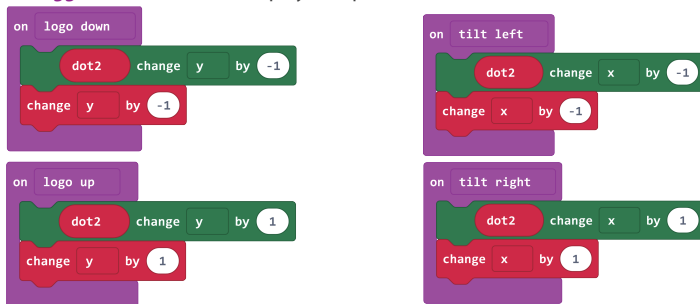 on logo down
dot2 change y by -1
change y by -1
on tilt left
dot2 change x by -1
change x by -1
on logo up
dot2 change y by 1
change y by 1
on tilt right
dot2 change x by 1
change x by 1